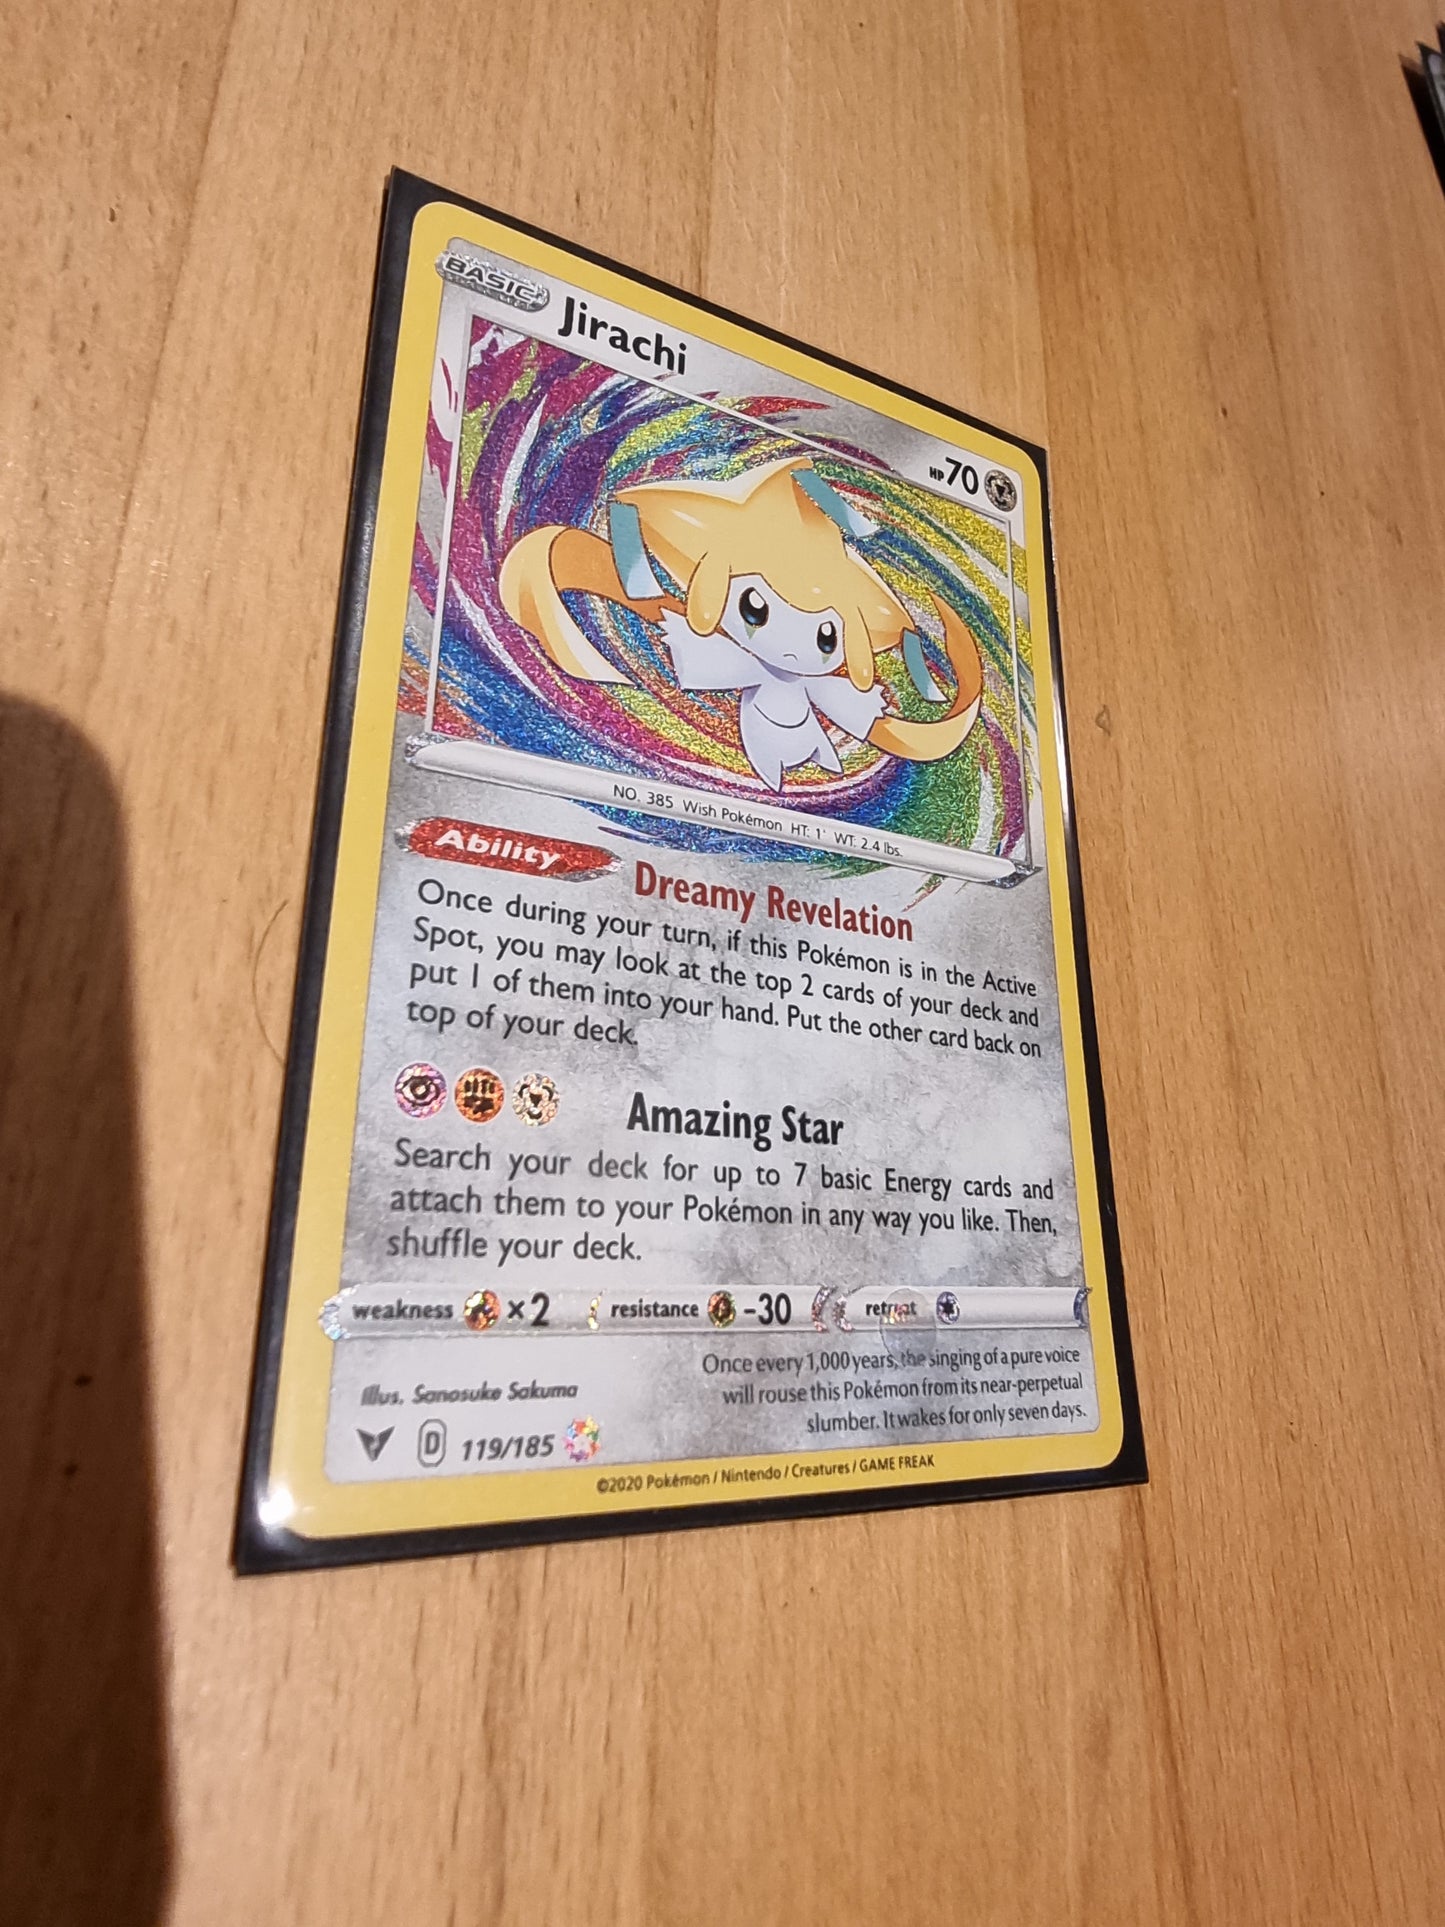 BASIC
Jirachi
HP 70
NO. 385 Wish Pokémon HT: 1' WT: 2.4 lbs.
Ability
Dreamy Revelation
Once during your turn, if this Pokémon is in the Active
Spot, you may look at the top 2 cards of your deck and
put 1 of them into your hand. Put the other card back on
top of your deck.
Amazing Star
Search your deck for up to 7 basic Energy cards and
attach them to your Pokémon in any way you like. Then,
shuffle your deck.
weakness ×2 resistance -30 retreat
Once every 1,000 years, the singing of a pure voice
will rouse this Pokémon from its near-perpetual
slumber. It wakes for only seven days.
Illus. Sanosuke Sakuma
D 119/185
©2020 Pokémon / Nintendo / Creatures / GAME FREAK